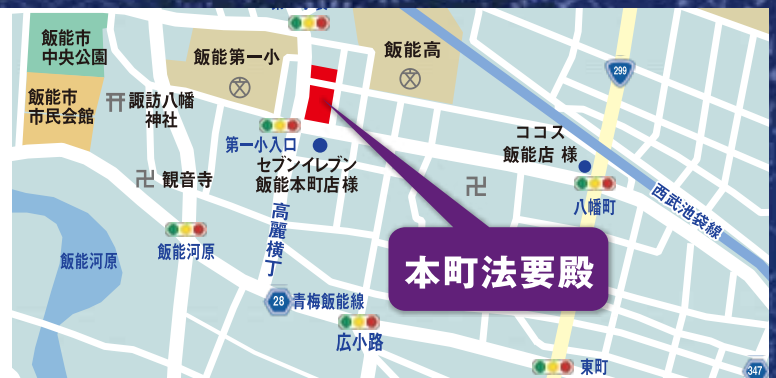 飯能市
中央公園
飯能第一小
飯能高
299
飯能市
市民会館
諏訪八幡
神社
第一小入口
セブンイレブン
飯能本町店 様
ココス
飯能店 様
観音寺
八幡町
西武池袋線
高麗横丁
飯能河原
飯能河原
本町法要殿
28
青梅飯能線
広小路
東町
347